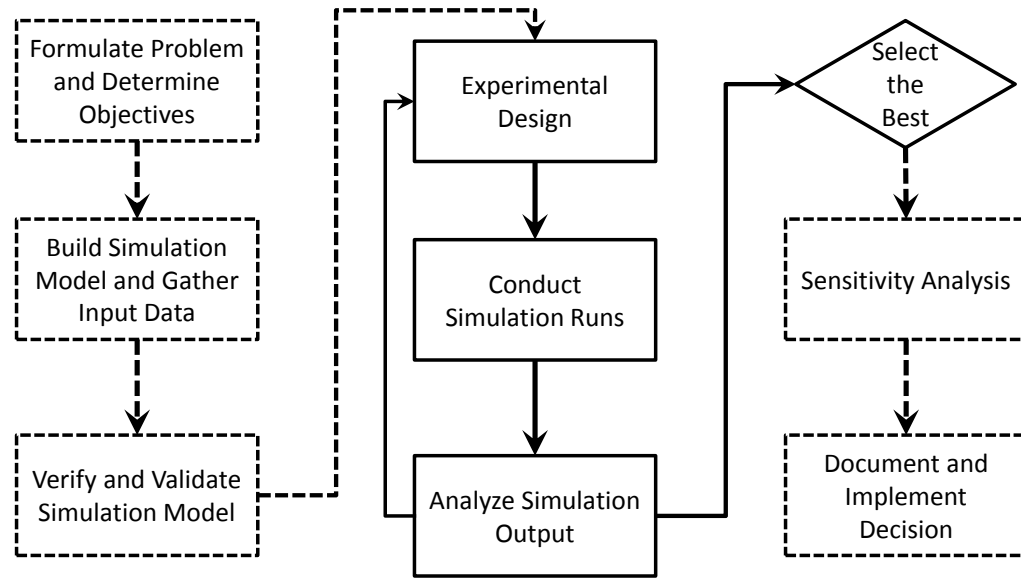 Formulate Problem
and Determine
Objectives
Build Simulation
Model and Gather
Input Data
Verify and Validate
Simulation Model
Experimental
Design
Conduct
Simulation Runs
Analyze Simulation
Output
Select
the
Best
Sensitivity Analysis
Document and
Implement
Decision